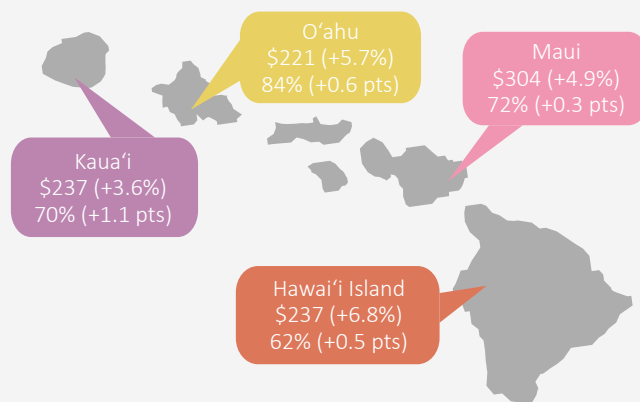 Oʻahu
$221 (+5.7%)
84% (+0.6 pts)
Maui
$304 (+4.9%)
72% (+0.3 pts)
Kauaʻi
$237 (+3.6%)
70% (+1.1 pts)
Hawaiʻi Island
$237 (+6.8%)
62% (+0.5 pts)